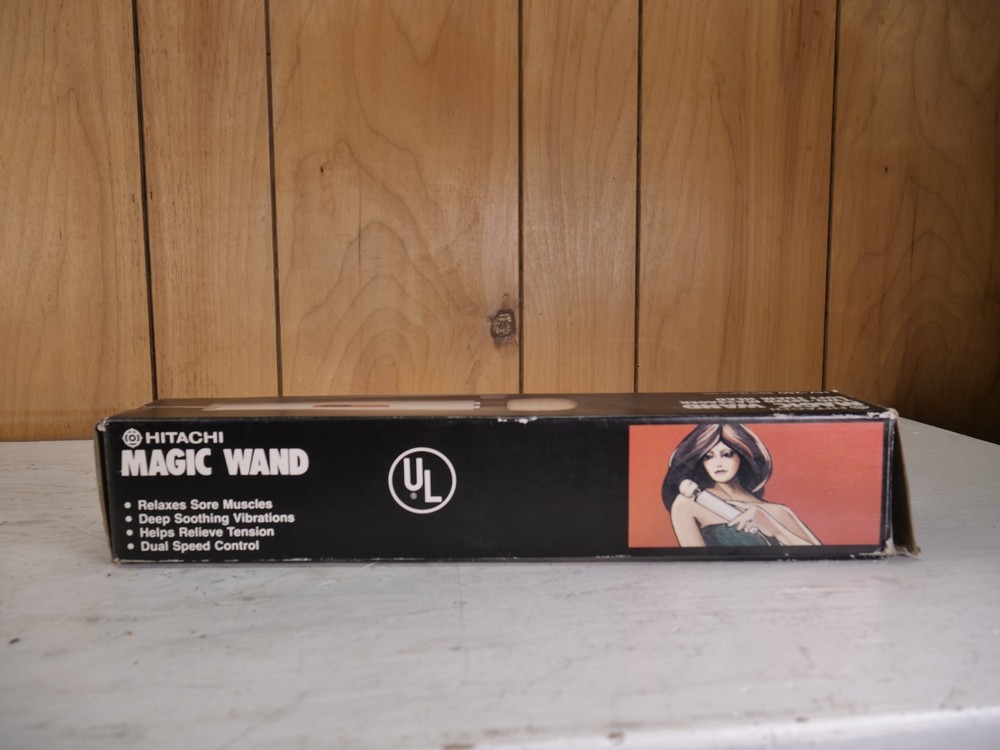 HITACHI
MAGIC WAND
• Relaxes Sore Muscles
• Deep Soothing Vibrations
• Helps Relieve Tension
• Dual Speed Control
UL
®